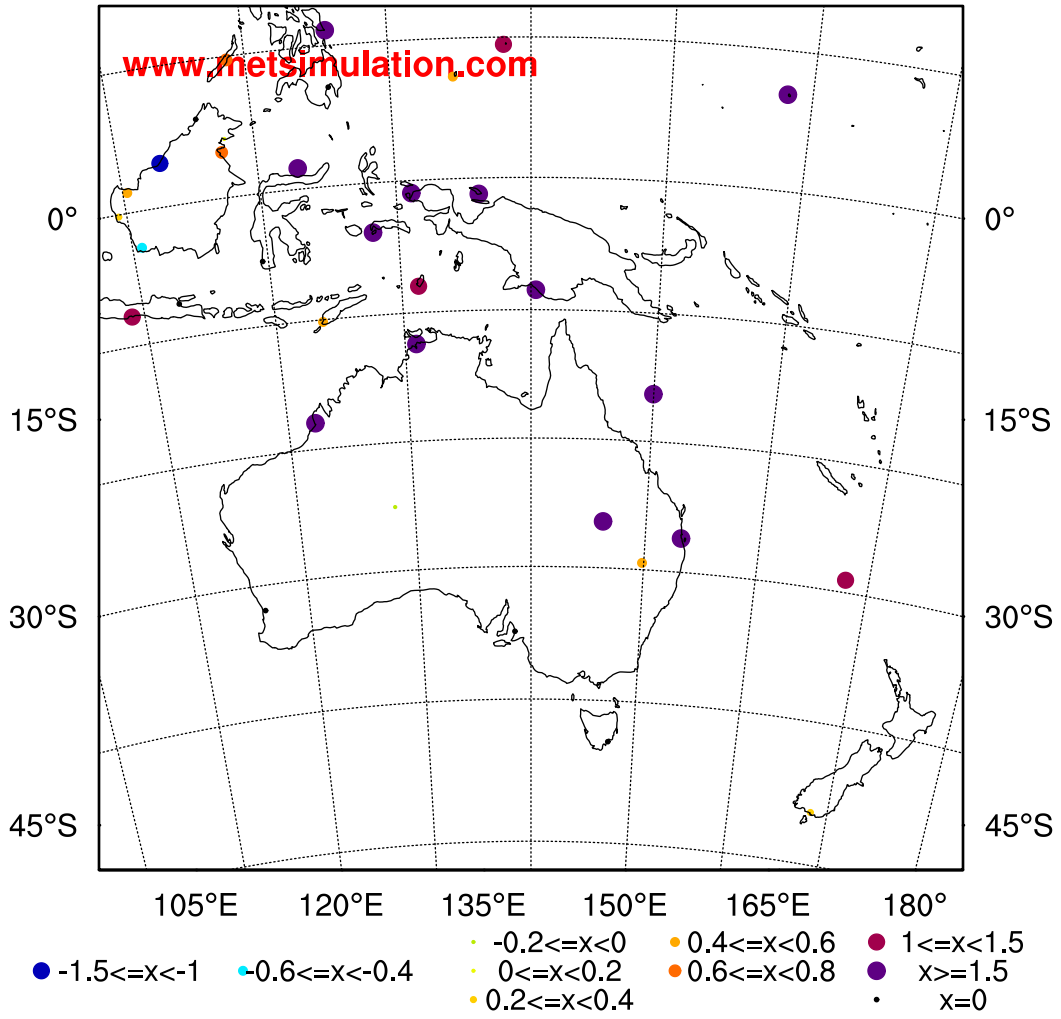 www.metsimulation.com
0° 0°
15°S 15°S
30°S 30°S
45°S 45°S
105°E 120°E 135°E 150°E 165°E 180°
-0.2<=x<0 0.4<=x<0.6 1<=x<1.5
-1.5<=x<-1 -0.6<=x<-0.4 0<=x<0.2 0.6<=x<0.8 x>=1.5
0.2<=x<0.4 x=0